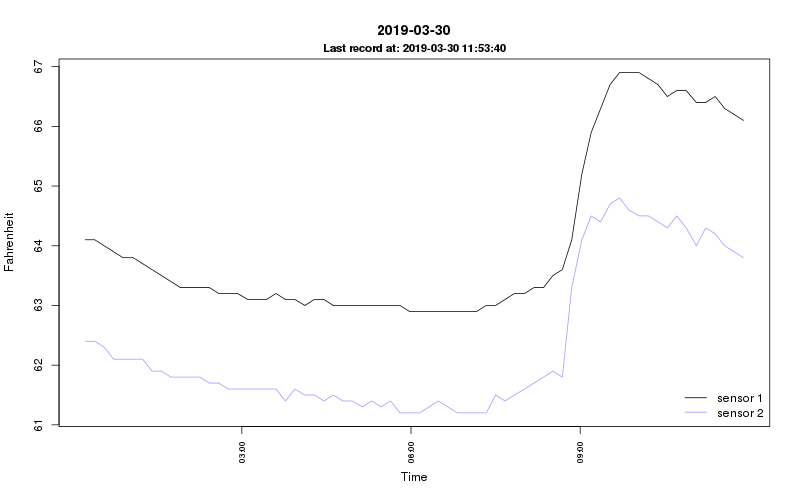 2019-03-30
Last record at: 2019-03-30 11:53:40
Fahrenheit
67
66
65
64
63
62
61
03:00
06:00
09:00
Time
sensor 1
sensor 2